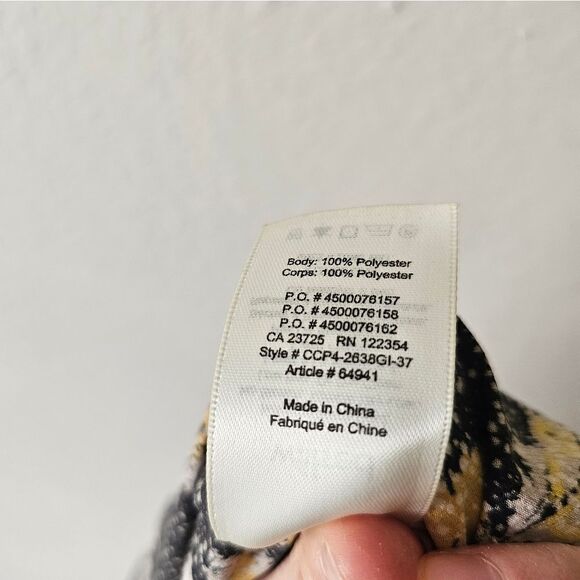 Body: 100% Polyester
Corps: 100% Polyester
P.O. # 4500076157
P.O. # 4500076158
P.O. # 4500076162
CA 23725 RN 122354
Style # CCP4-2638GI-37
Article # 64941
Made in China
Fabriqué en Chine